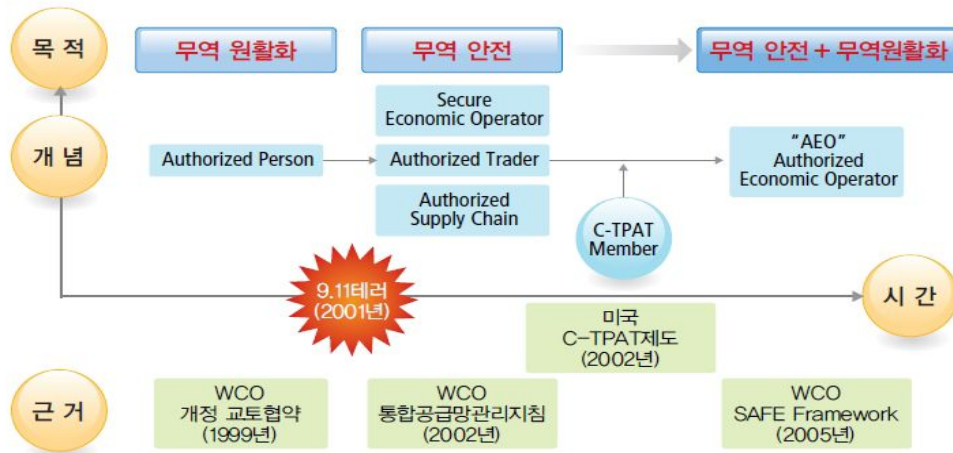 목 적
무역 원활화
무역 안전
무역 안전 + 무역원활화
개 념
Authorized Person
Secure
Economic Operator
Authorized Trader
Authorized
Supply Chain
C-TPAT
Member
“AEO”
Authorized
Economic Operator
9.11테러
(2001년)
시 간
미국
C-TPAT제도
(2002년)
근 거
WCO
개정 교토협약
(1999년)
WCO
통합공급망관리지침
(2002년)
WCO
SAFE Framework
(2005년)